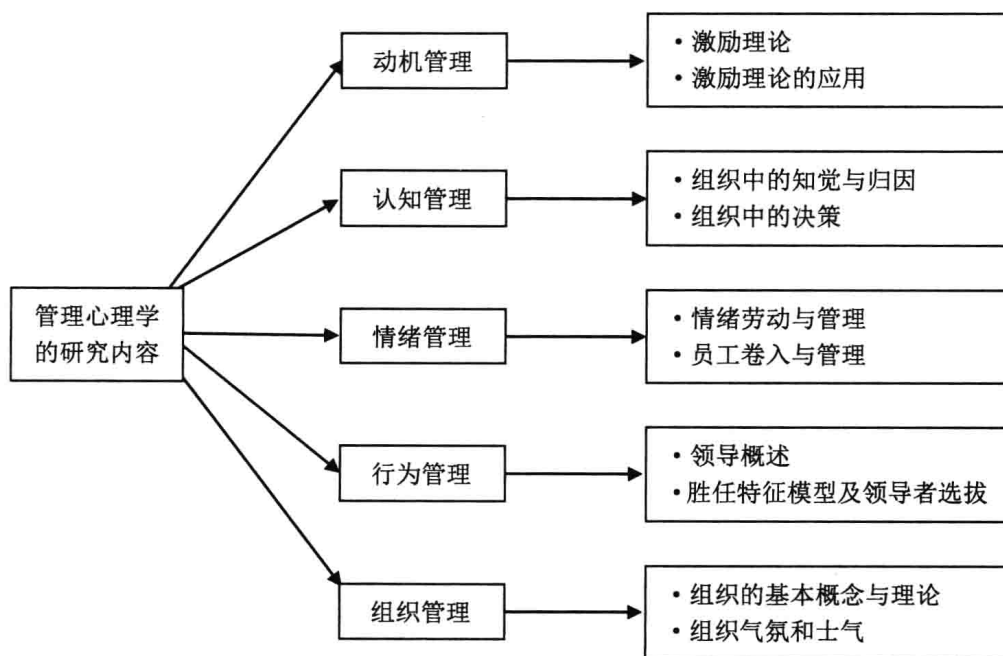 动机管理
· 激励理论
· 激励理论的应用
认知管理
· 组织中的知觉与归因
· 组织中的决策
管理心理学
的研究内容
情绪管理
· 情绪劳动与管理
· 员工卷入与管理
行为管理
· 领导概述
· 胜任特征模型及领导者选拔
组织管理
· 组织的基本概念与理论
· 组织气氛和士气